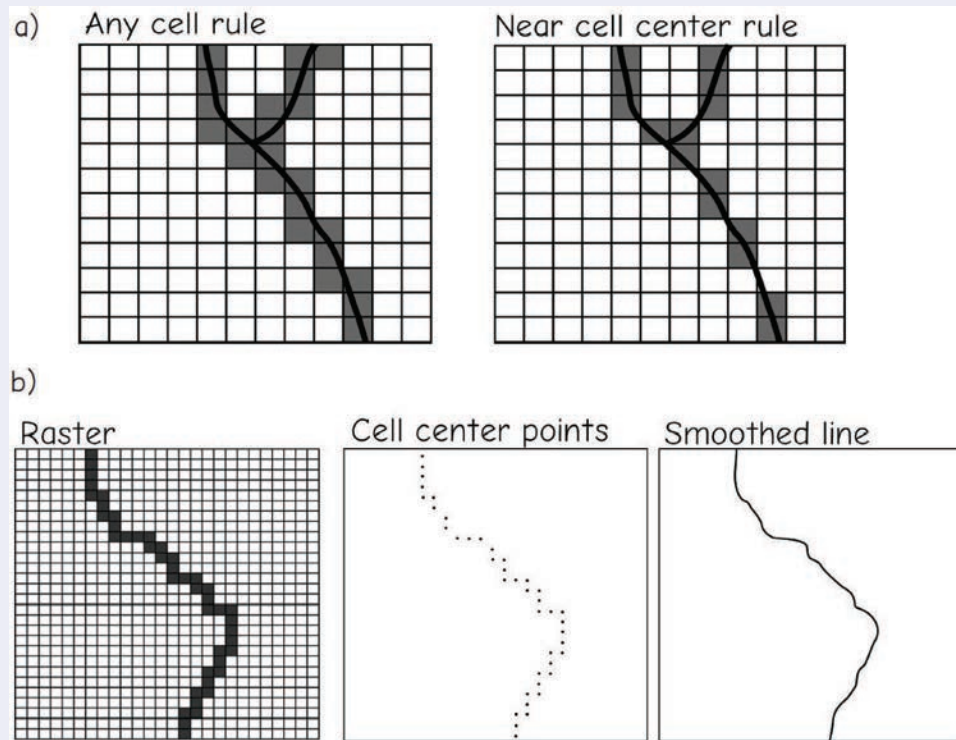 a)
Any cell rule
Near cell center rule
b)
Raster
Cell center points
Smoothed line